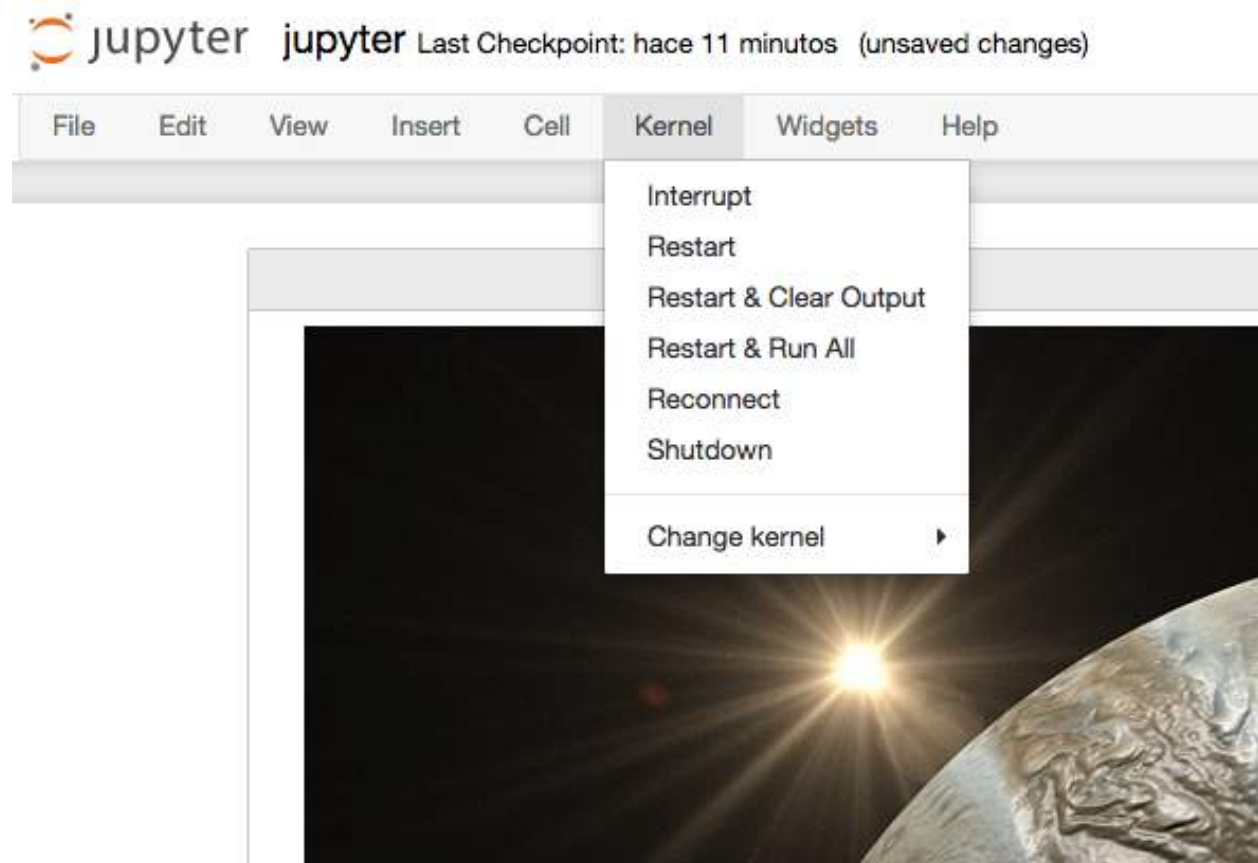 jupyter jupyter Last Checkpoint: hace 11 minutos (unsaved changes)
File Edit View Insert Cell Kernel Widgets Help
Interrupt
Restart
Restart & Clear Output
Restart & Run All
Reconnect
Shutdown
Change kernel